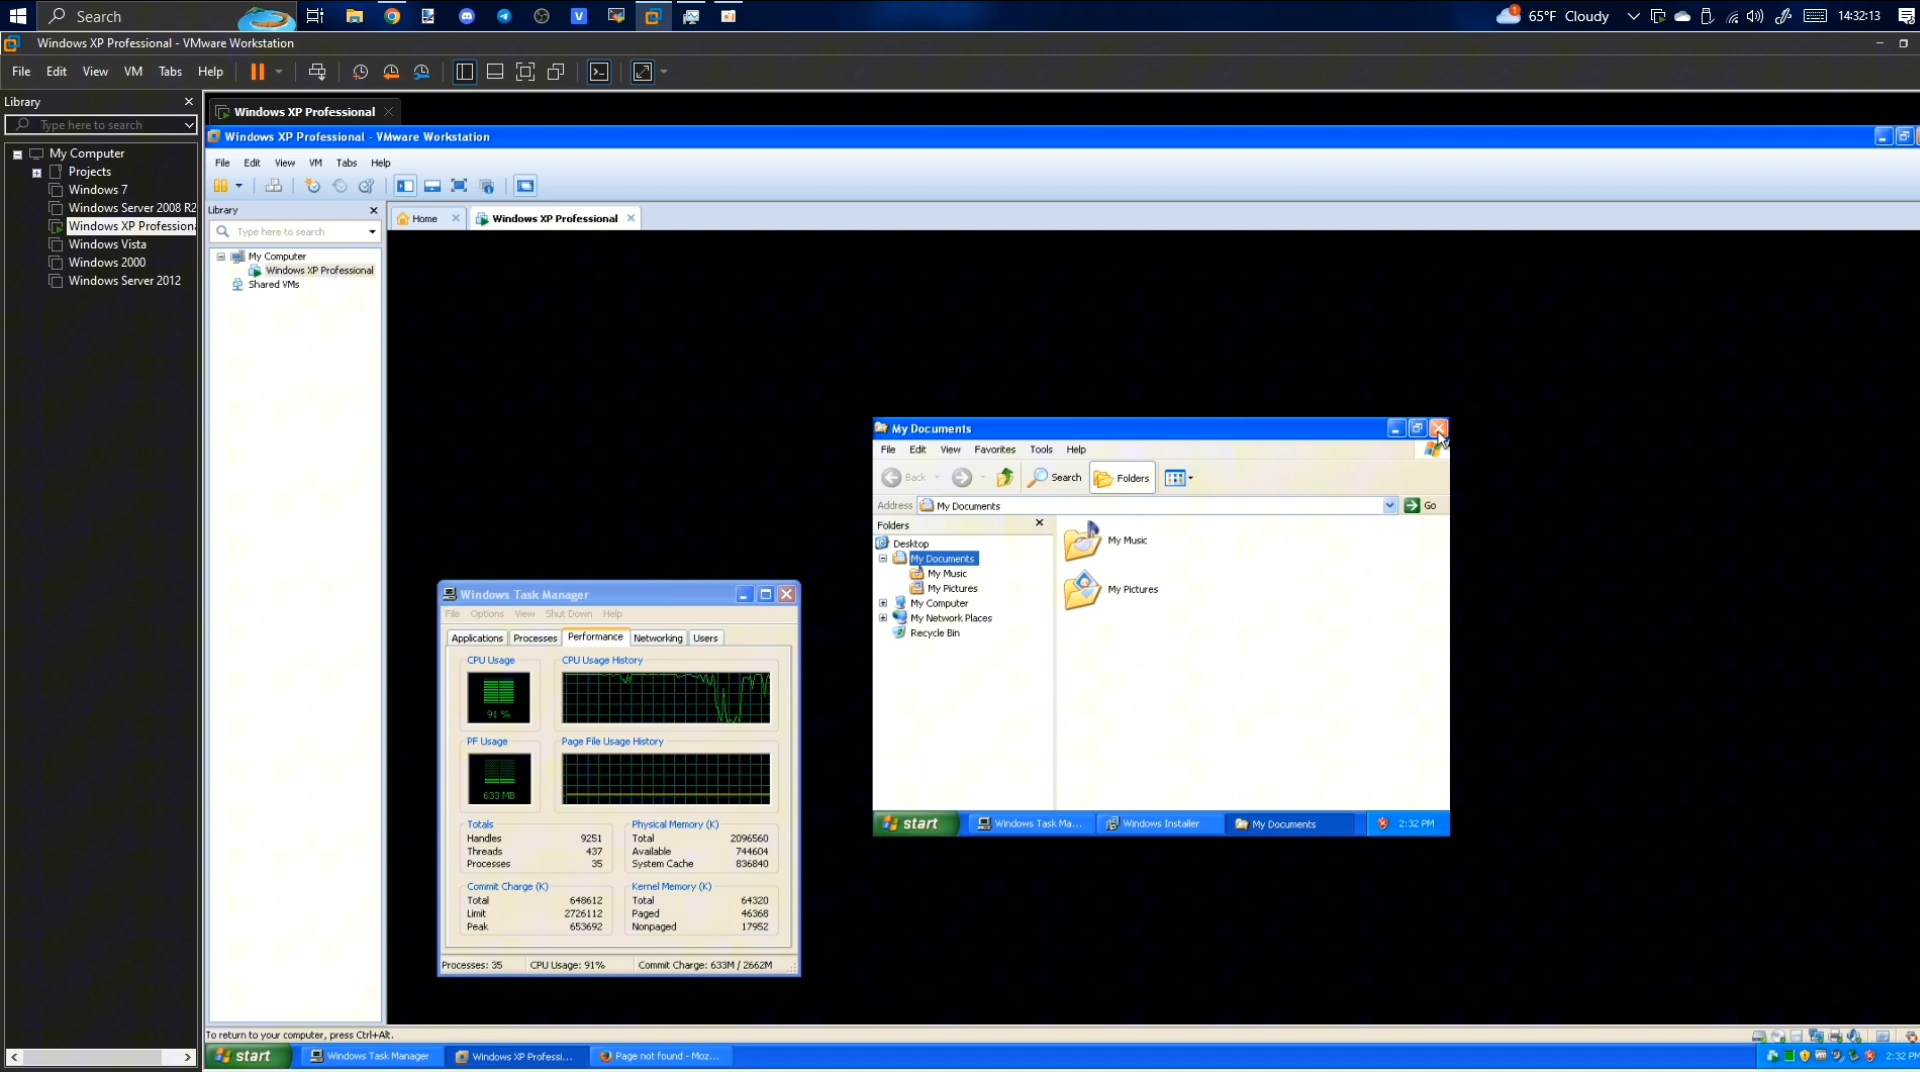 Search
65°F Cloudy
14:32:13
Windows XP Professional - VMware Workstation
File Edit View VM Tabs Help
Library
Type here to search
My Computer
Projects
Windows 7
Windows Server 2008 R2
Windows XP Professiona
Windows Vista
Windows 2000
Windows Server 2012
Windows XP Professional
Windows XP Professional - VMware Workstation
File Edit View VM Tabs Help
Library
Type here to search
My Computer
Windows XP Professional
Shared VMs
Home
Windows XP Professional
My Documents
File Edit View Favorites Tools Help
Back Search Folders
Address My Documents Go
Folders
Desktop
My Documents
My Music
My Pictures
My Computer
My Network Places
Recycle Bin
My Music
My Pictures
start Windows Task Ma... Windows Installer My Documents 2:32 PM
Windows Task Manager
File Options View Shut Down Help
Applications Processes Performance Networking Users
CPU Usage CPU Usage History
91 %
PF Usage Page File Usage History
633 MB
Totals
Handles 9251
Threads 437
Processes 35
Physical Memory (K)
Total 2096560
Available 744604
System Cache 836840
Commit Charge (K)
Total 648612
Limit 2726112
Peak 653692
Kernel Memory (K)
Total 64320
Paged 46368
Nonpaged 17952
Processes: 35 CPU Usage: 91% Commit Charge: 633M / 2662M
To return to your computer, press Ctrl+Alt.
start Windows Task Manager Windows XP Professi... Page not found - Moz... 2:32 PM